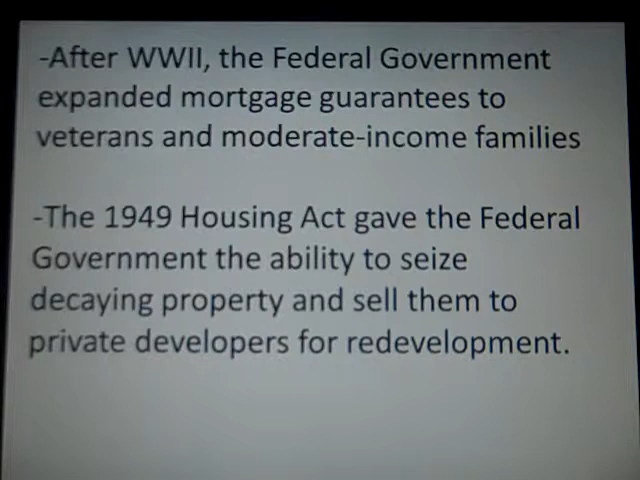 -After WWII, the Federal Government
expanded mortgage guarantees to
veterans and moderate-income families
-The 1949 Housing Act gave the Federal
Government the ability to seize
decaying property and sell them to
private developers for redevelopment.